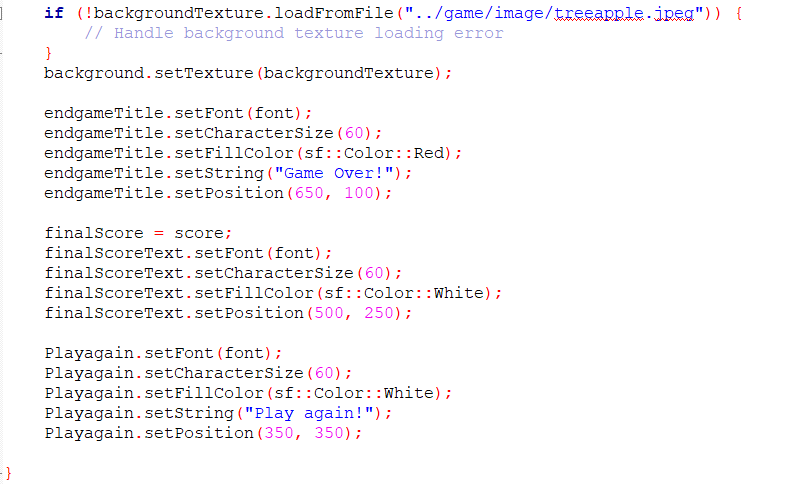 if (!backgroundTexture.loadFromFile("../game/image/treeapple.jpeg")) {
// Handle background texture loading error
}
background.setTexture(backgroundTexture);
endgameTitle.setFont(font);
endgameTitle.setCharacterSize(60);
endgameTitle.setFillColor(sf::Color::Red);
endgameTitle.setString("Game Over!");
endgameTitle.setPosition(650, 100);
finalScore = score;
finalScoreText.setFont(font);
finalScoreText.setCharacterSize(60);
finalScoreText.setFillColor(sf::Color::White);
finalScoreText.setPosition(500, 250);
Playagain.setFont(font);
Playagain.setCharacterSize(60);
Playagain.setFillColor(sf::Color::White);
Playagain.setString("Play again!");
Playagain.setPosition(350, 350);
}